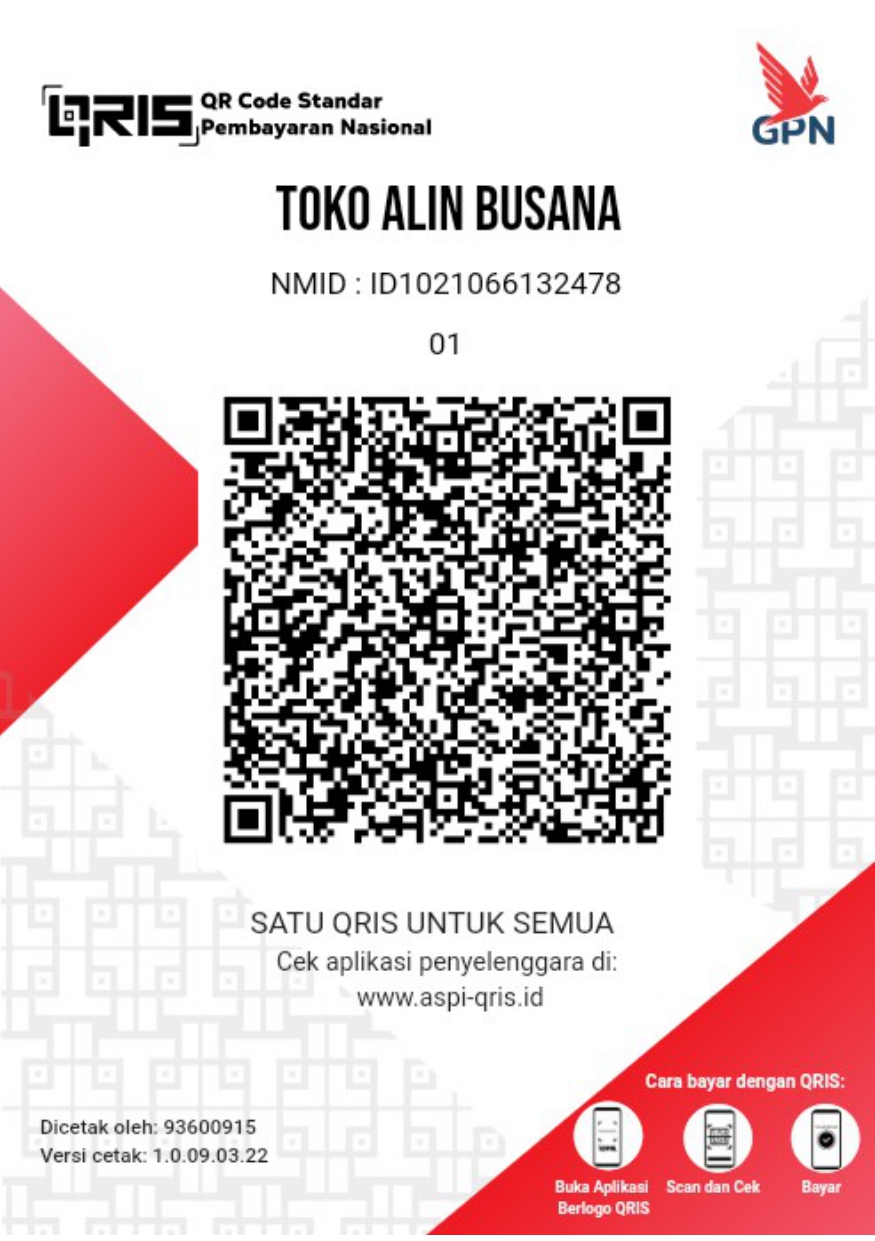 QRIS QR Code Standar
Pembayaran Nasional
GPN
TOKO ALIN BUSANA
NMID : ID1021066132478
01
SATU QRIS UNTUK SEMUA
Cek aplikasi penyelenggara di:
www.aspi-qris.id
Cara bayar dengan QRIS:
Dicetak oleh: 93600915
Versi cetak: 1.0.09.03.22
Buka Aplikasi
Berlogo QRIS
Scan dan Cek
Bayar